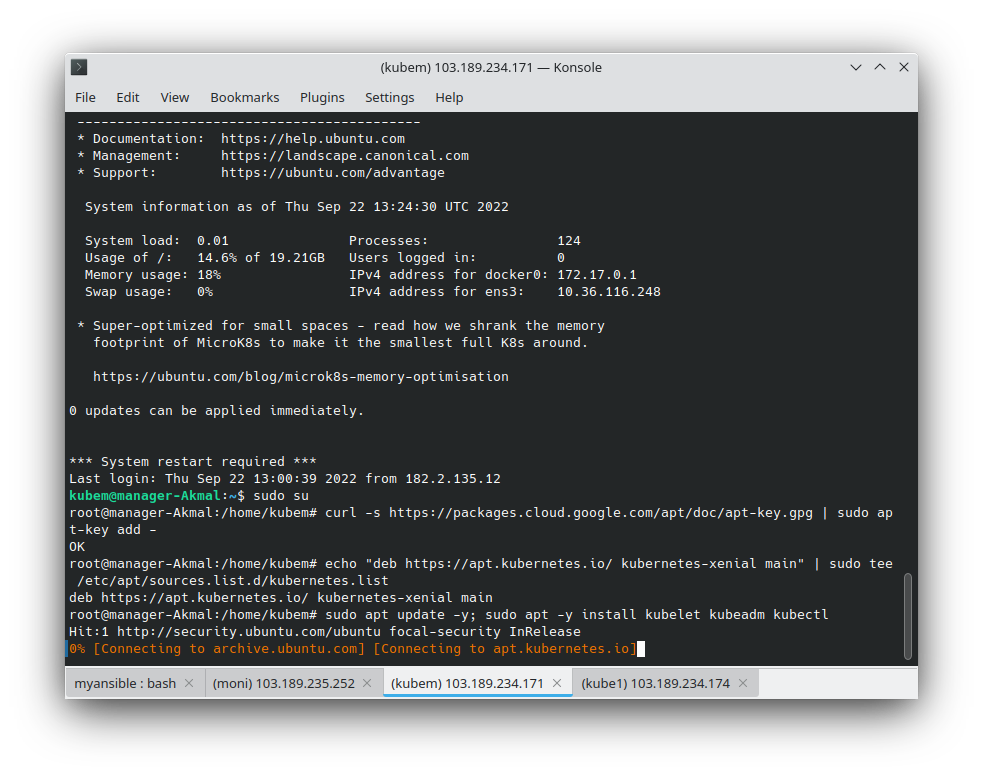 (kubem) 103.189.234.171 — Konsole
File Edit View Bookmarks Plugins Settings Help
-------------------------------------------
* Documentation:  https://help.ubuntu.com
* Management:     https://landscape.canonical.com
* Support:        https://ubuntu.com/advantage
System information as of Thu Sep 22 13:24:30 UTC 2022
System load:  0.01               Processes:                124
Usage of /:   14.6% of 19.21GB   Users logged in:          0
Memory usage: 18%                IPv4 address for docker0: 172.17.0.1
Swap usage:   0%                 IPv4 address for ens3:    10.36.116.248
* Super-optimized for small spaces - read how we shrank the memory
footprint of MicroK8s to make it the smallest full K8s around.
https://ubuntu.com/blog/microk8s-memory-optimisation
0 updates can be applied immediately.
*** System restart required ***
Last login: Thu Sep 22 13:00:39 2022 from 182.2.135.12
kubem@manager-Akmal:~$ sudo su
root@manager-Akmal:/home/kubem# curl -s https://packages.cloud.google.com/apt/doc/apt-key.gpg | sudo ap
t-key add -
OK
root@manager-Akmal:/home/kubem# echo "deb https://apt.kubernetes.io/ kubernetes-xenial main" | sudo tee
/etc/apt/sources.list.d/kubernetes.list
deb https://apt.kubernetes.io/ kubernetes-xenial main
root@manager-Akmal:/home/kubem# sudo apt update -y; sudo apt -y install kubelet kubeadm kubectl
Hit:1 http://security.ubuntu.com/ubuntu focal-security InRelease
0% [Connecting to archive.ubuntu.com] [Connecting to apt.kubernetes.io]
myansible : bash (moni) 103.189.235.252 (kubem) 103.189.234.171 (kube1) 103.189.234.174